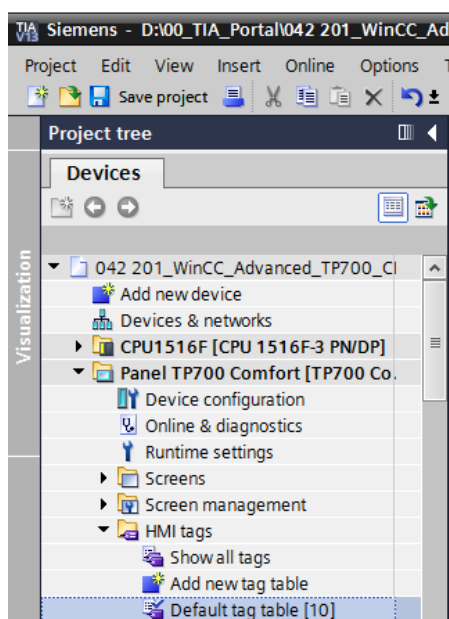 TIA V13 Siemens - D:\00_TIA_Portal\042 201_WinCC_Ad
Project Edit View Insert Online Options T
Save project
Project tree
Devices
Visualization
042 201_WinCC_Advanced_TP700_Cl
Add new device
Devices & networks
CPU1516F [CPU 1516F-3 PN/DP]
Panel TP700 Comfort [TP700 Co.
Device configuration
Online & diagnostics
Runtime settings
Screens
Screen management
HMI tags
Show all tags
Add new tag table
Default tag table [10]